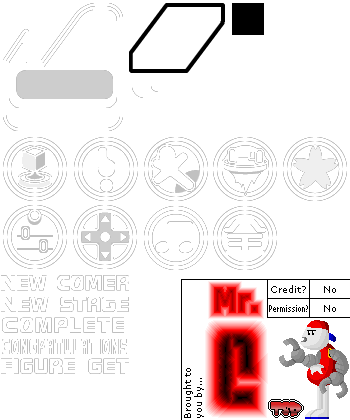 NEW COMER
NEW STAGE
COMPLETE
CONGRATULATIONS
FIGURE GET
Brought to
you by...
Mr.
C
Credit? No
Permission? No